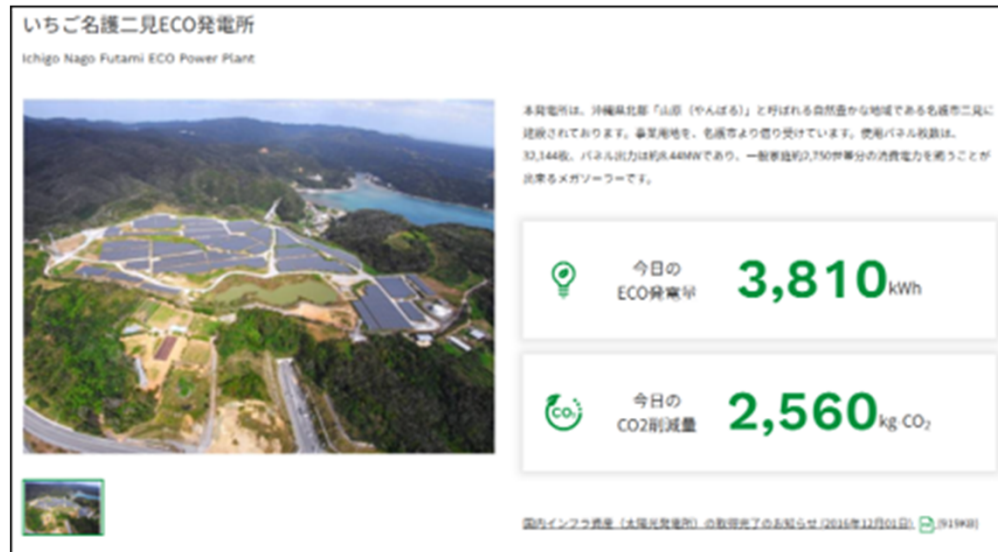 いちご名護二見ECO発電所
Ichigo Nago Futami ECO Power Plant
本発電所は、沖縄県北部「山原（やんばる）」と呼ばれる自然豊かな地域である名護市二見に
建設されております。事業用地を、名護市より借り受けています。使用パネル枚数は、
32,144枚、パネル出力は約8.44MWであり、一般家庭約2,750世帯分の消費電力を賄うことが
出来るメガソーラーです。
今日の
ECO発電量
3,810kWh
CO₂
今日の
CO2削減量
2,560kg-CO₂
国内インフラ資産（太陽光発電所）の取得完了のお知らせ (2016年12月01日) [919KB]